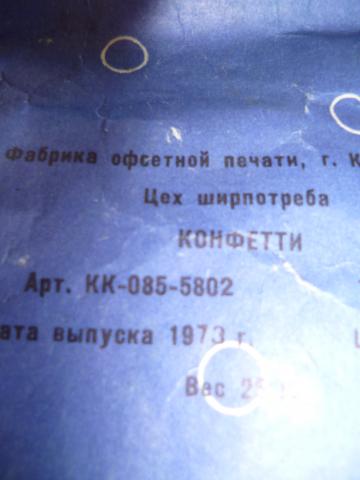 Фабрика офсетной печати, г. К
Цех ширпотреба
КОНФЕТТИ
Арт. КК-085-5802
ата выпуска 1973 г.
Вес